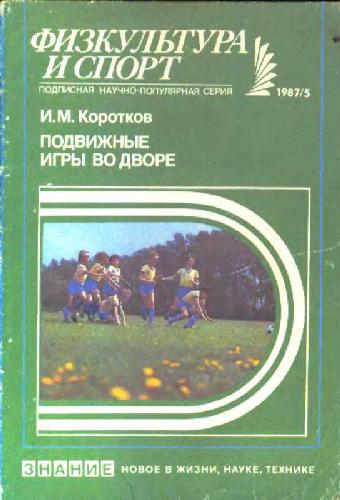 ФИЗКУЛЬТУРА
И СПОРТ
ПОДПИСНАЯ НАУЧНО-ПОПУЛЯРНАЯ СЕРИЯ
1987/5
И.М. Коротков
ПОДВИЖНЫЕ
ИГРЫ ВО ДВОРЕ
ЗНАНИЕ НОВОЕ В ЖИЗНИ, НАУКЕ, ТЕХНИКЕ